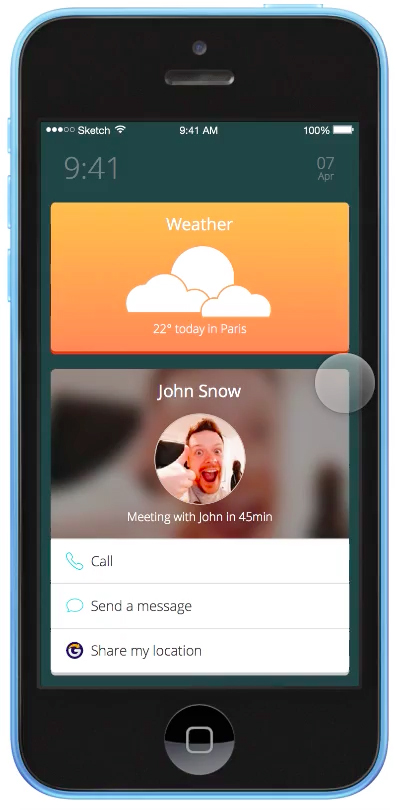 Sketch 9:41 AM 100%
9:41
07
Apr
Weather
22° today in Paris
John Snow
Meeting with John in 45min
Call
Send a message
Share my location